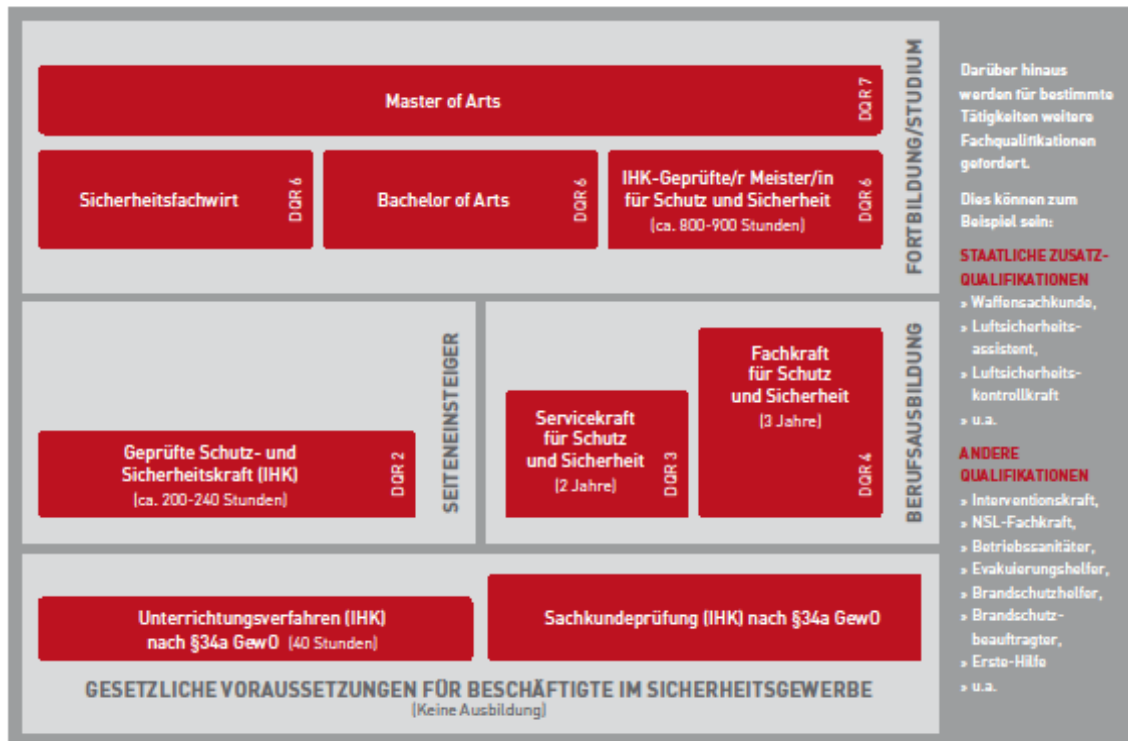 Master of Arts
DQR 7
Sicherheitsfachwirt
DQR 6
Bachelor of Arts
DQR 6
IHK-Geprüfte/r Meister/in
für Schutz und Sicherheit
(ca. 800-900 Stunden)
DQR 6
FORTBILDUNG/STUDIUM
Geprüfte Schutz- und
Sicherheitskraft (IHK)
(ca. 200-240 Stunden)
DQR 2
SEITENEINSTEIGER
Servicekraft
für Schutz
und Sicherheit
(2 Jahre)
DQR 3
Fachkraft
für Schutz
und Sicherheit
(3 Jahre)
DQR 4
BERUFSAUSBILDUNG
Unterrichtungsverfahren (IHK)
nach §34a GewO (40 Stunden)
Sachkundeprüfung (IHK) nach §34a GewO
GESETZLICHE VORAUSSETZUNGEN FÜR BESCHÄFTIGTE IM SICHERHEITSGEWERBE
(Keine Ausbildung)
Darüber hinaus
werden für bestimmte
Tätigkeiten weitere
Fachqualifikationen
gefordert.
Dies können zum
Beispiel sein:
STAATLICHE ZUSATZ-
QUALIFIKATIONEN
» Waffensachkunde,
» Luftsicherheits-
assistent,
» Luftsicherheits-
kontrollkraft
» u.a.
ANDERE
QUALIFIKATIONEN
» Interventionskraft,
» NSL-Fachkraft,
» Betriebssanitäter,
» Evakuierungshelfer,
» Brandschutzhelfer,
» Brandschutz-
beauftragter,
» Erste-Hilfe
» u.a.